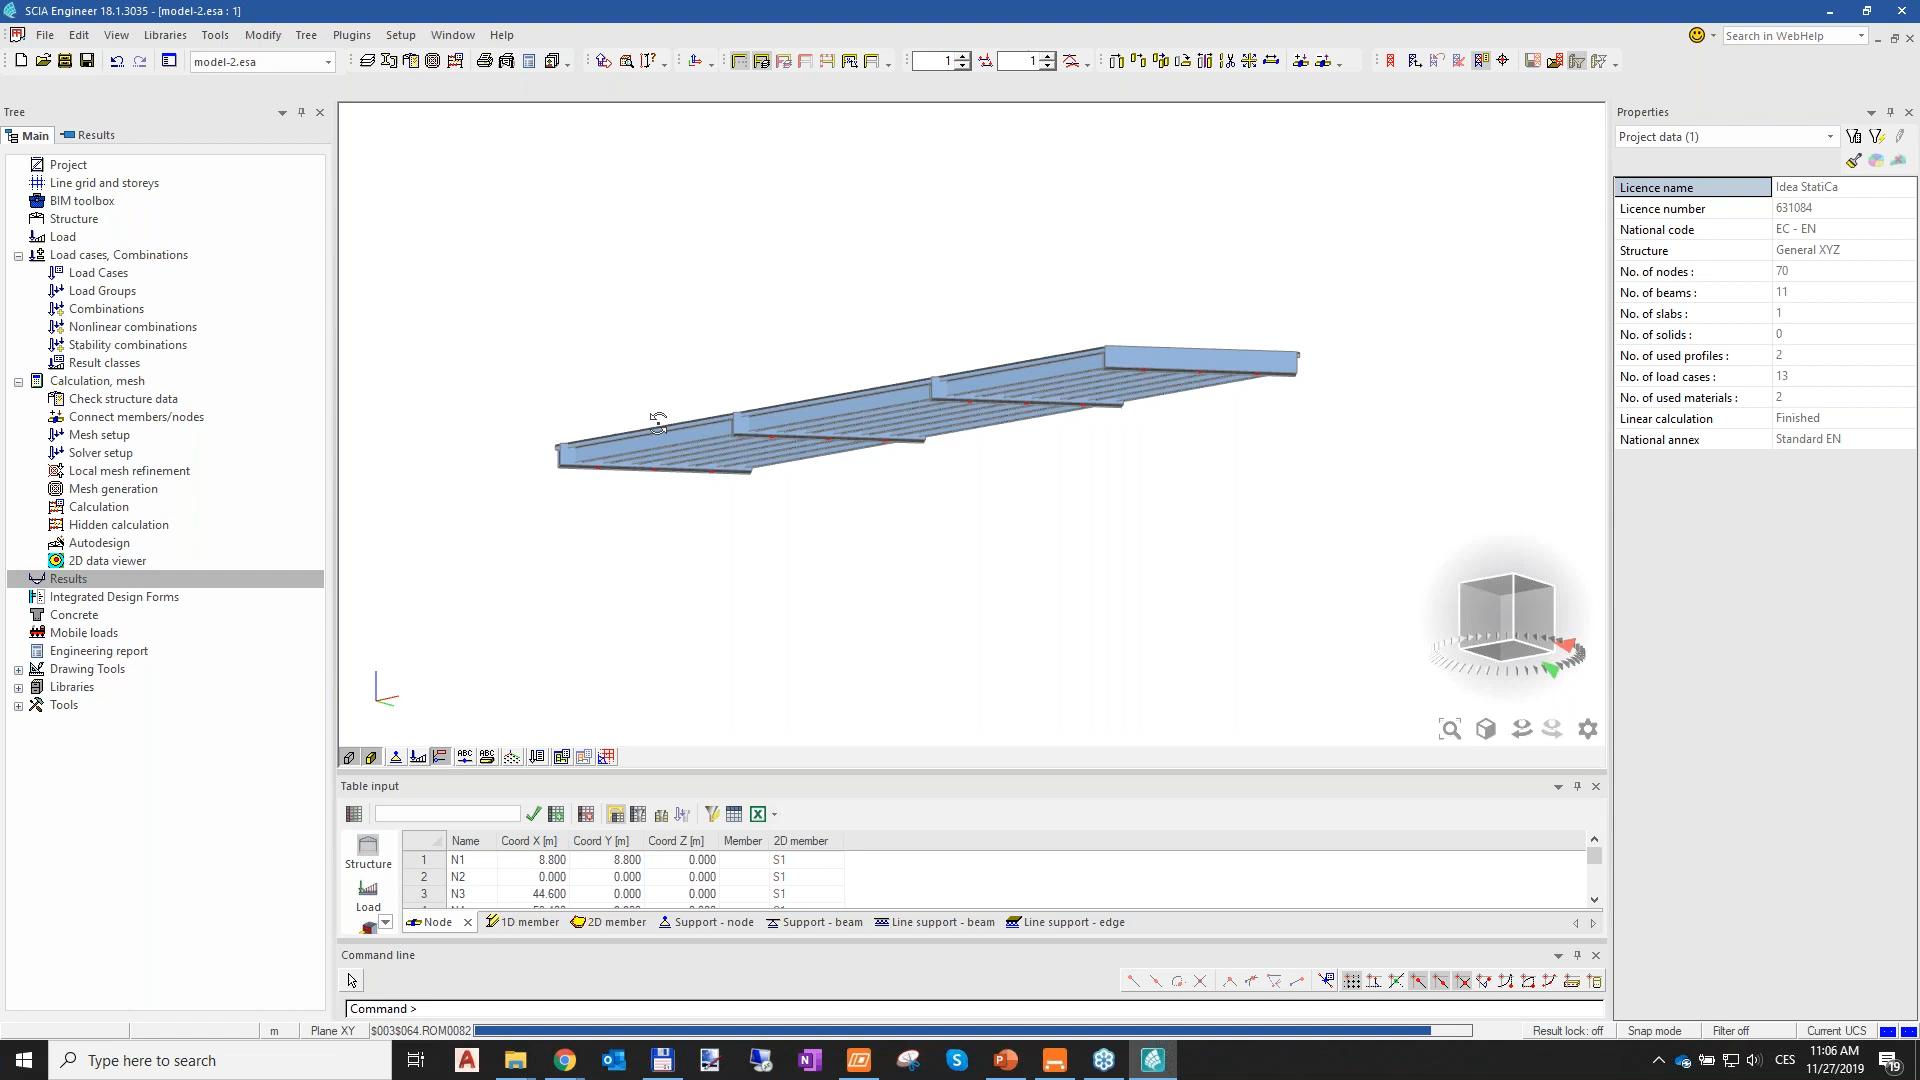 SCIA Engineer 18.1.3035 - [model-2.esa : 1]
File Edit View Libraries Tools Modify Tree Plugins Setup Window Help
Search in WebHelp
model-2.esa
1
1
Tree
Main
Results
Project
Line grid and storeys
BIM toolbox
Structure
Load
Load cases, Combinations
Load Cases
Load Groups
Combinations
Nonlinear combinations
Stability combinations
Result classes
Calculation, mesh
Check structure data
Connect members/nodes
Mesh setup
Solver setup
Local mesh refinement
Mesh generation
Calculation
Hidden calculation
Autodesign
2D data viewer
Results
Integrated Design Forms
Concrete
Mobile loads
Engineering report
Drawing Tools
Libraries
Tools
Properties
Project data (1)
Licence name Idea StatiCa
Licence number 631084
National code EC - EN
Structure General XYZ
No. of nodes : 70
No. of beams : 11
No. of slabs : 1
No. of solids : 0
No. of used profiles : 2
No. of load cases : 13
No. of used materials : 2
Linear calculation Finished
National annex Standard EN
ABC ABC
Table input
Structure
Load
Name Coord X [m] Coord Y [m] Coord Z [m] Member 2D member
1 N1 8.800 8.800 0.000 S1
2 N2 0.000 0.000 0.000 S1
3 N3 44.600 0.000 0.000 S1
Node 1D member 2D member Support - node Support - beam Line support - beam Line support - edge
Command line
Command >
m Plane XY $003$064.ROM0082 Result lock: off Snap mode Filter off Current UCS
Type here to search
CES
11:06 AM
11/27/2019
19